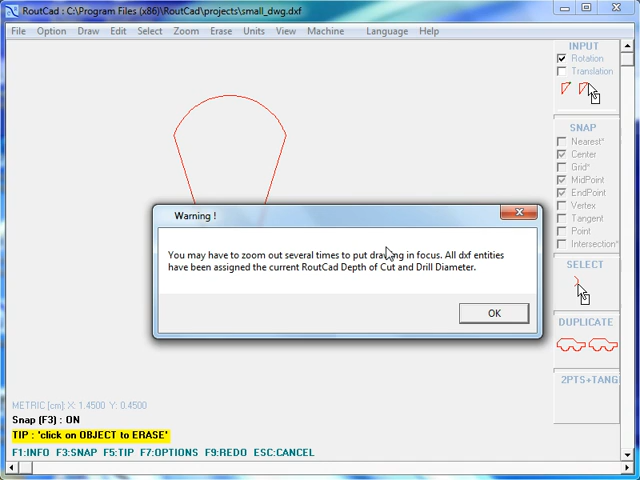 RoutCad : C:\Program Files (x86)\RoutCad\projects\small_dwg.dxf
File Option Draw Edit Select Zoom Erase Units View Machine Language Help
INPUT
Rotation
Translation
SNAP
Nearest*
Center
Grid*
MidPoint
EndPoint
Vertex
Tangent
Point
Intersection*
SELECT
DUPLICATE
2PTS+TANG
Warning !
You may have to zoom out several times to put drawing in focus. All dxf entities
have been assigned the current RoutCad Depth of Cut and Drill Diameter.
OK
METRIC [cm]: X: 1.4500 Y: 0.4500
Snap (F3) : ON
TIP : 'click on OBJECT to ERASE'
F1:INFO F3:SNAP F5:TIP F7:OPTIONS F9:REDO ESC:CANCEL